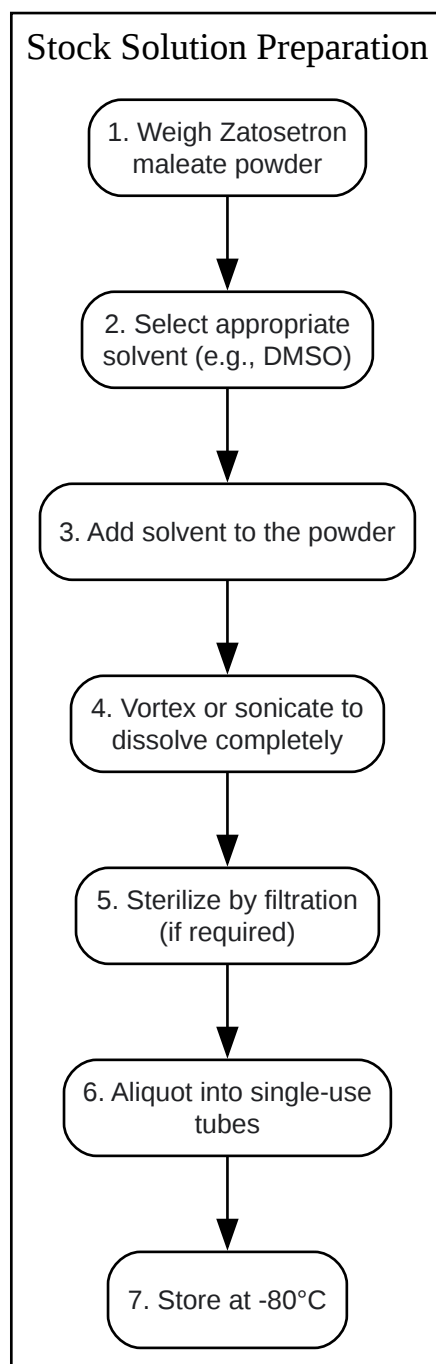 Stock Solution Preparation
1. Weigh Zatosetron
maleate powder
2. Select appropriate
solvent (e.g., DMSO)
3. Add solvent to the powder
4. Vortex or sonicate to
dissolve completely
5. Sterilize by filtration
(if required)
6. Aliquot into single-use
tubes
7. Store at -80°C